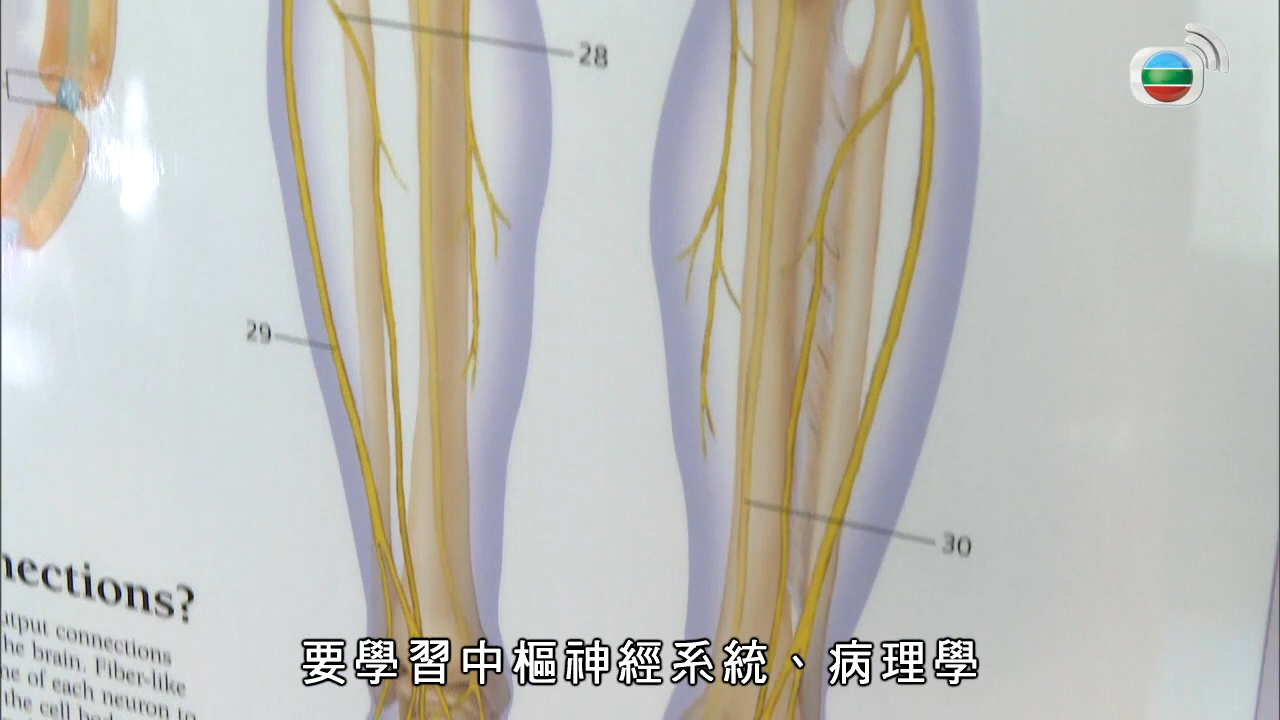 28
29
30
nections?
utput connections
he brain. Fiber-like
ne of each neuron to
the cell
要學習中樞神經系統、病理學